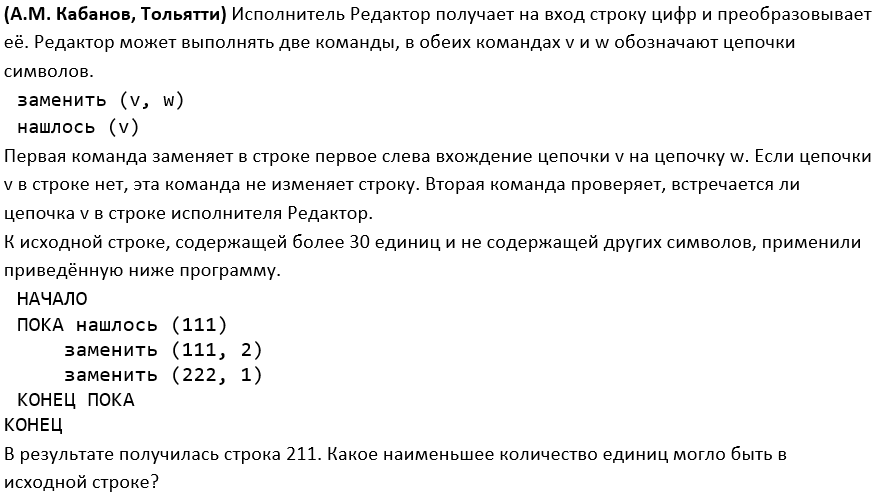 (А.М. Кабанов, Тольятти) Исполнитель Редактор получает на вход строку цифр и преобразовывает
её. Редактор может выполнять две команды, в обеих командах v и w обозначают цепочки
символов.
заменить (v, w)
нашлось (v)
Первая команда заменяет в строке первое слева вхождение цепочки v на цепочку w. Если цепочки
v в строке нет, эта команда не изменяет строку. Вторая команда проверяет, встречается ли
цепочка v в строке исполнителя Редактор.
К исходной строке, содержащей более 30 единиц и не содержащей других символов, применили
приведённую ниже программу.
НАЧАЛО
ПОКА нашлось (111)
заменить (111, 2)
заменить (222, 1)
КОНЕЦ ПОКА
КОНЕЦ
В результате получилась строка 211. Какое наименьшее количество единиц могло быть в
исходной строке?